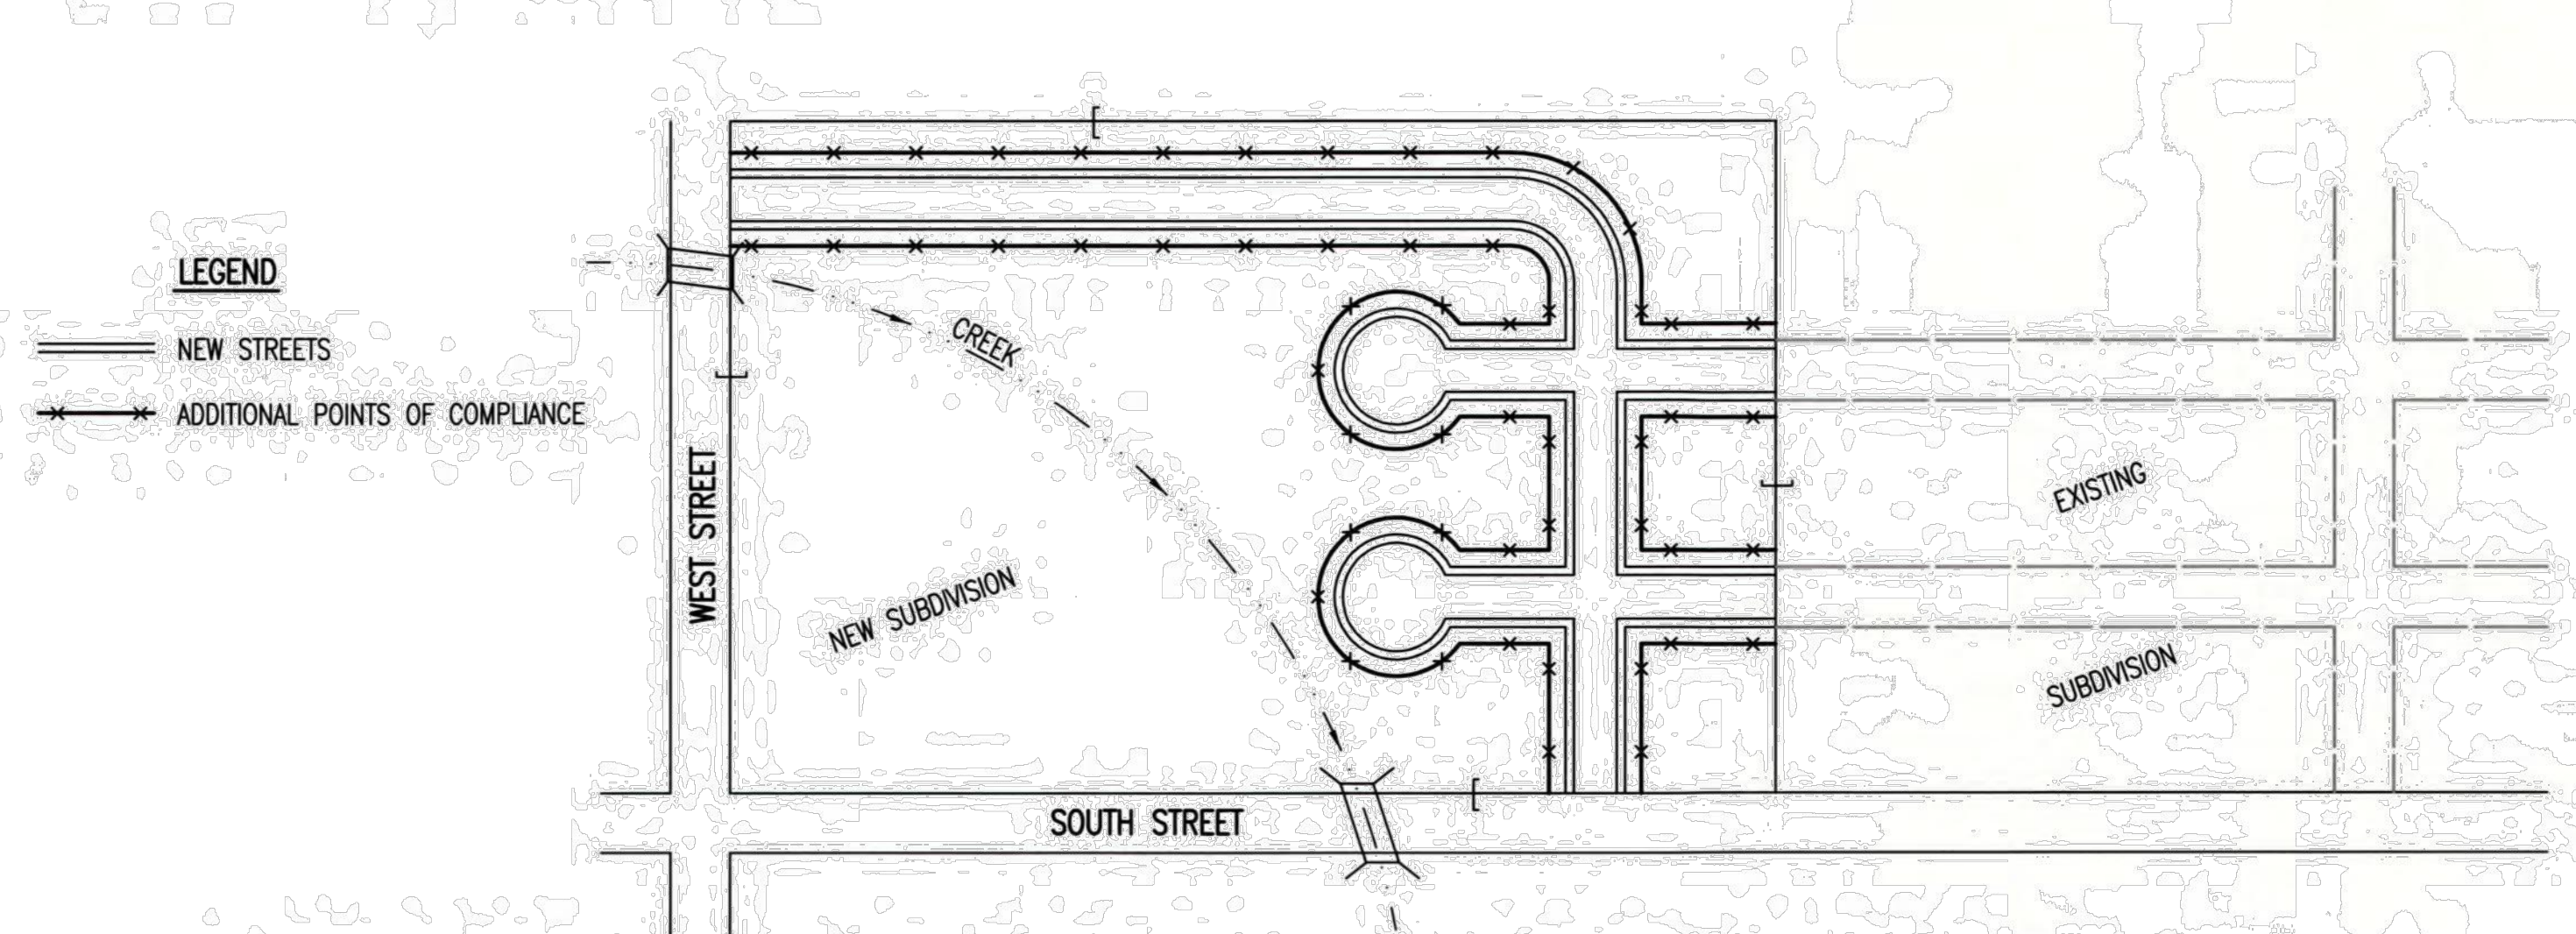 LEGEND
NEW STREETS
ADDITIONAL POINTS OF COMPLIANCE
WEST STREET
CREEK
NEW SUBDIVISION
SOUTH STREET
EXISTING
SUBDIVISION